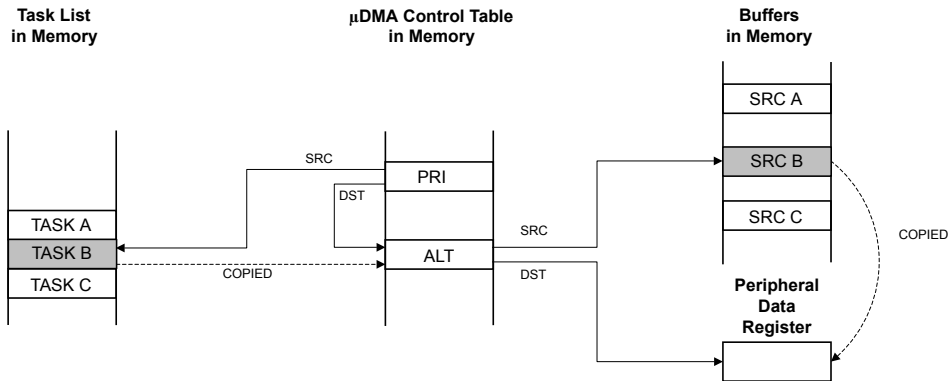 Task List
in Memory
μDMA Control Table
in Memory
Buffers
in Memory
SRC A
SRC
SRC B
PRI
DST
TASK A
SRC C
SRC
COPIED
TASK B
ALT
COPIED
DST
TASK C
Peripheral
Data
Register